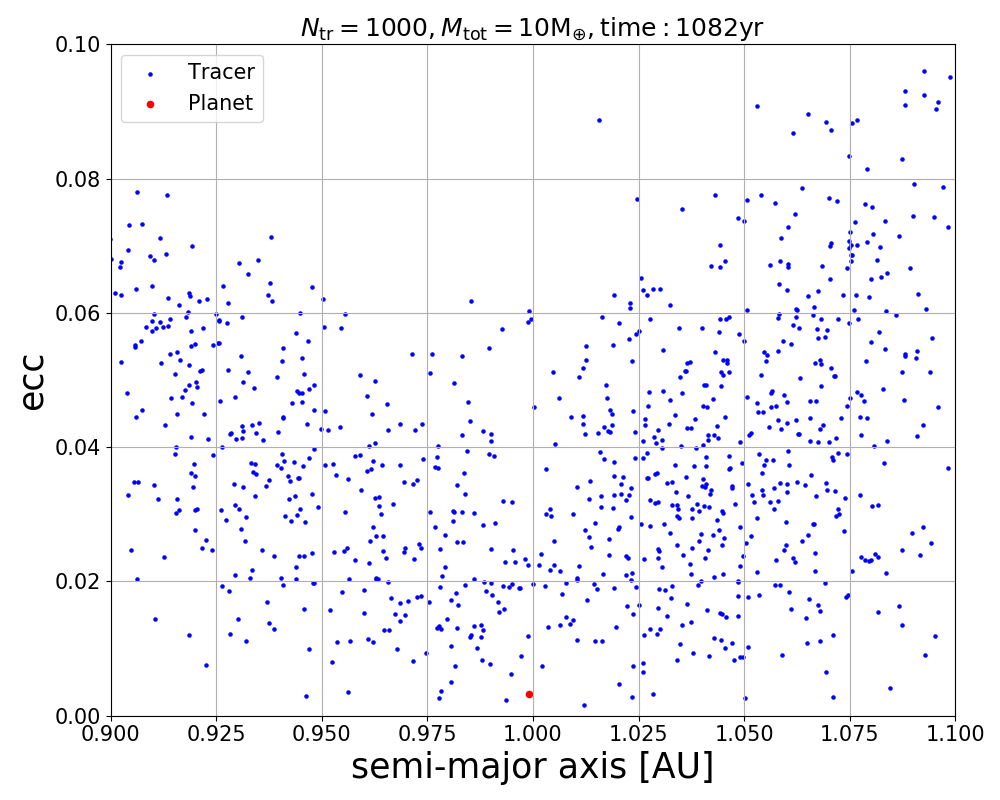 N_tr = 1000, M_tot = 10M_⊕, time : 1082yr
Tracer
Planet
ecc
0.10
0.08
0.06
0.04
0.02
0.00
0.900 0.925 0.950 0.975 1.000 1.025 1.050 1.075 1.100
semi-major axis [AU]